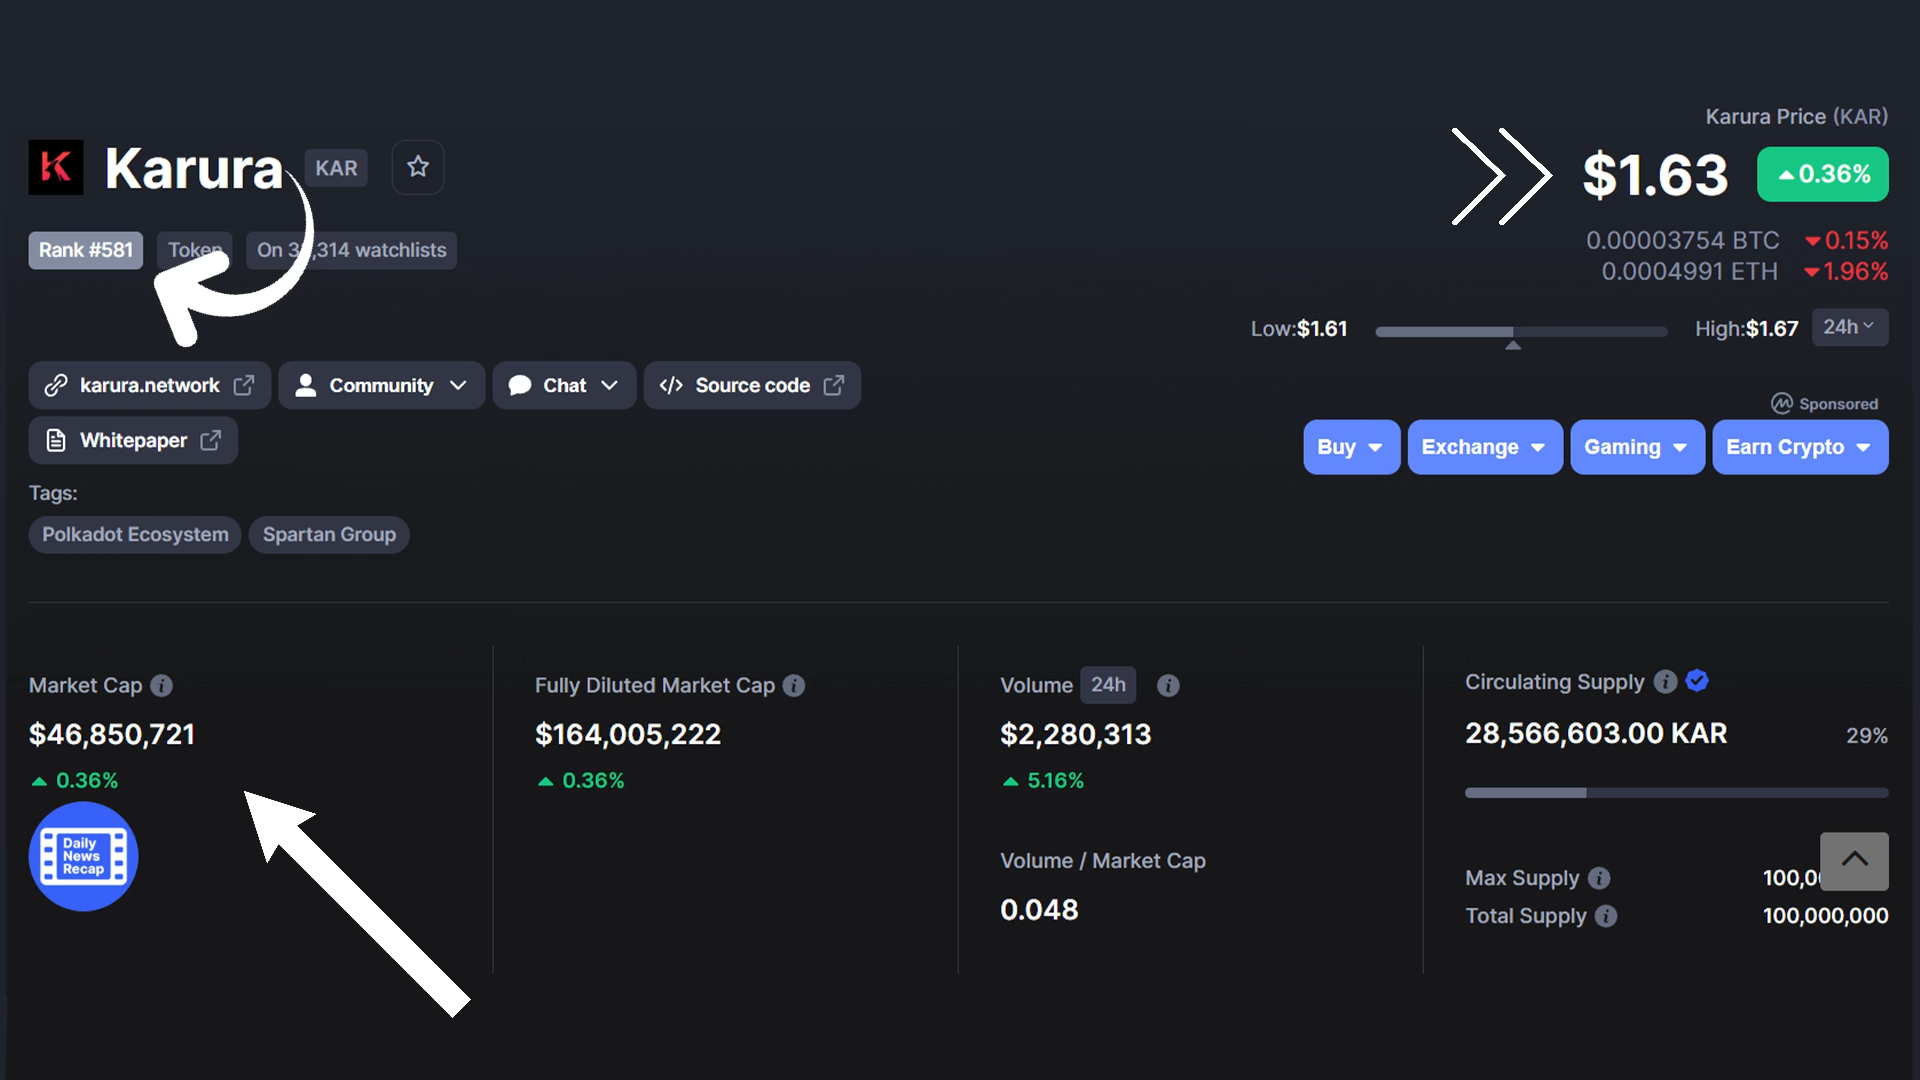 Karura Price (KAR)
Karura KAR
$1.63 0.36%
Rank #581 Token On 314 watchlists
0.00003754 BTC 0.15%
0.0004991 ETH 1.96%
Low:$1.61 High:$1.67 24h
karura.network Community Chat Source code
Whitepaper
Sponsored
Buy Exchange Gaming Earn Crypto
Tags:
Polkadot Ecosystem Spartan Group
Market Cap
$46,850,721
0.36%
Daily
News
Recap
Fully Diluted Market Cap
$164,005,222
0.36%
Volume 24h
$2,280,313
5.16%
Volume / Market Cap
0.048
Circulating Supply
28,566,603.00 KAR 29%
Max Supply
Total Supply 100,000,000